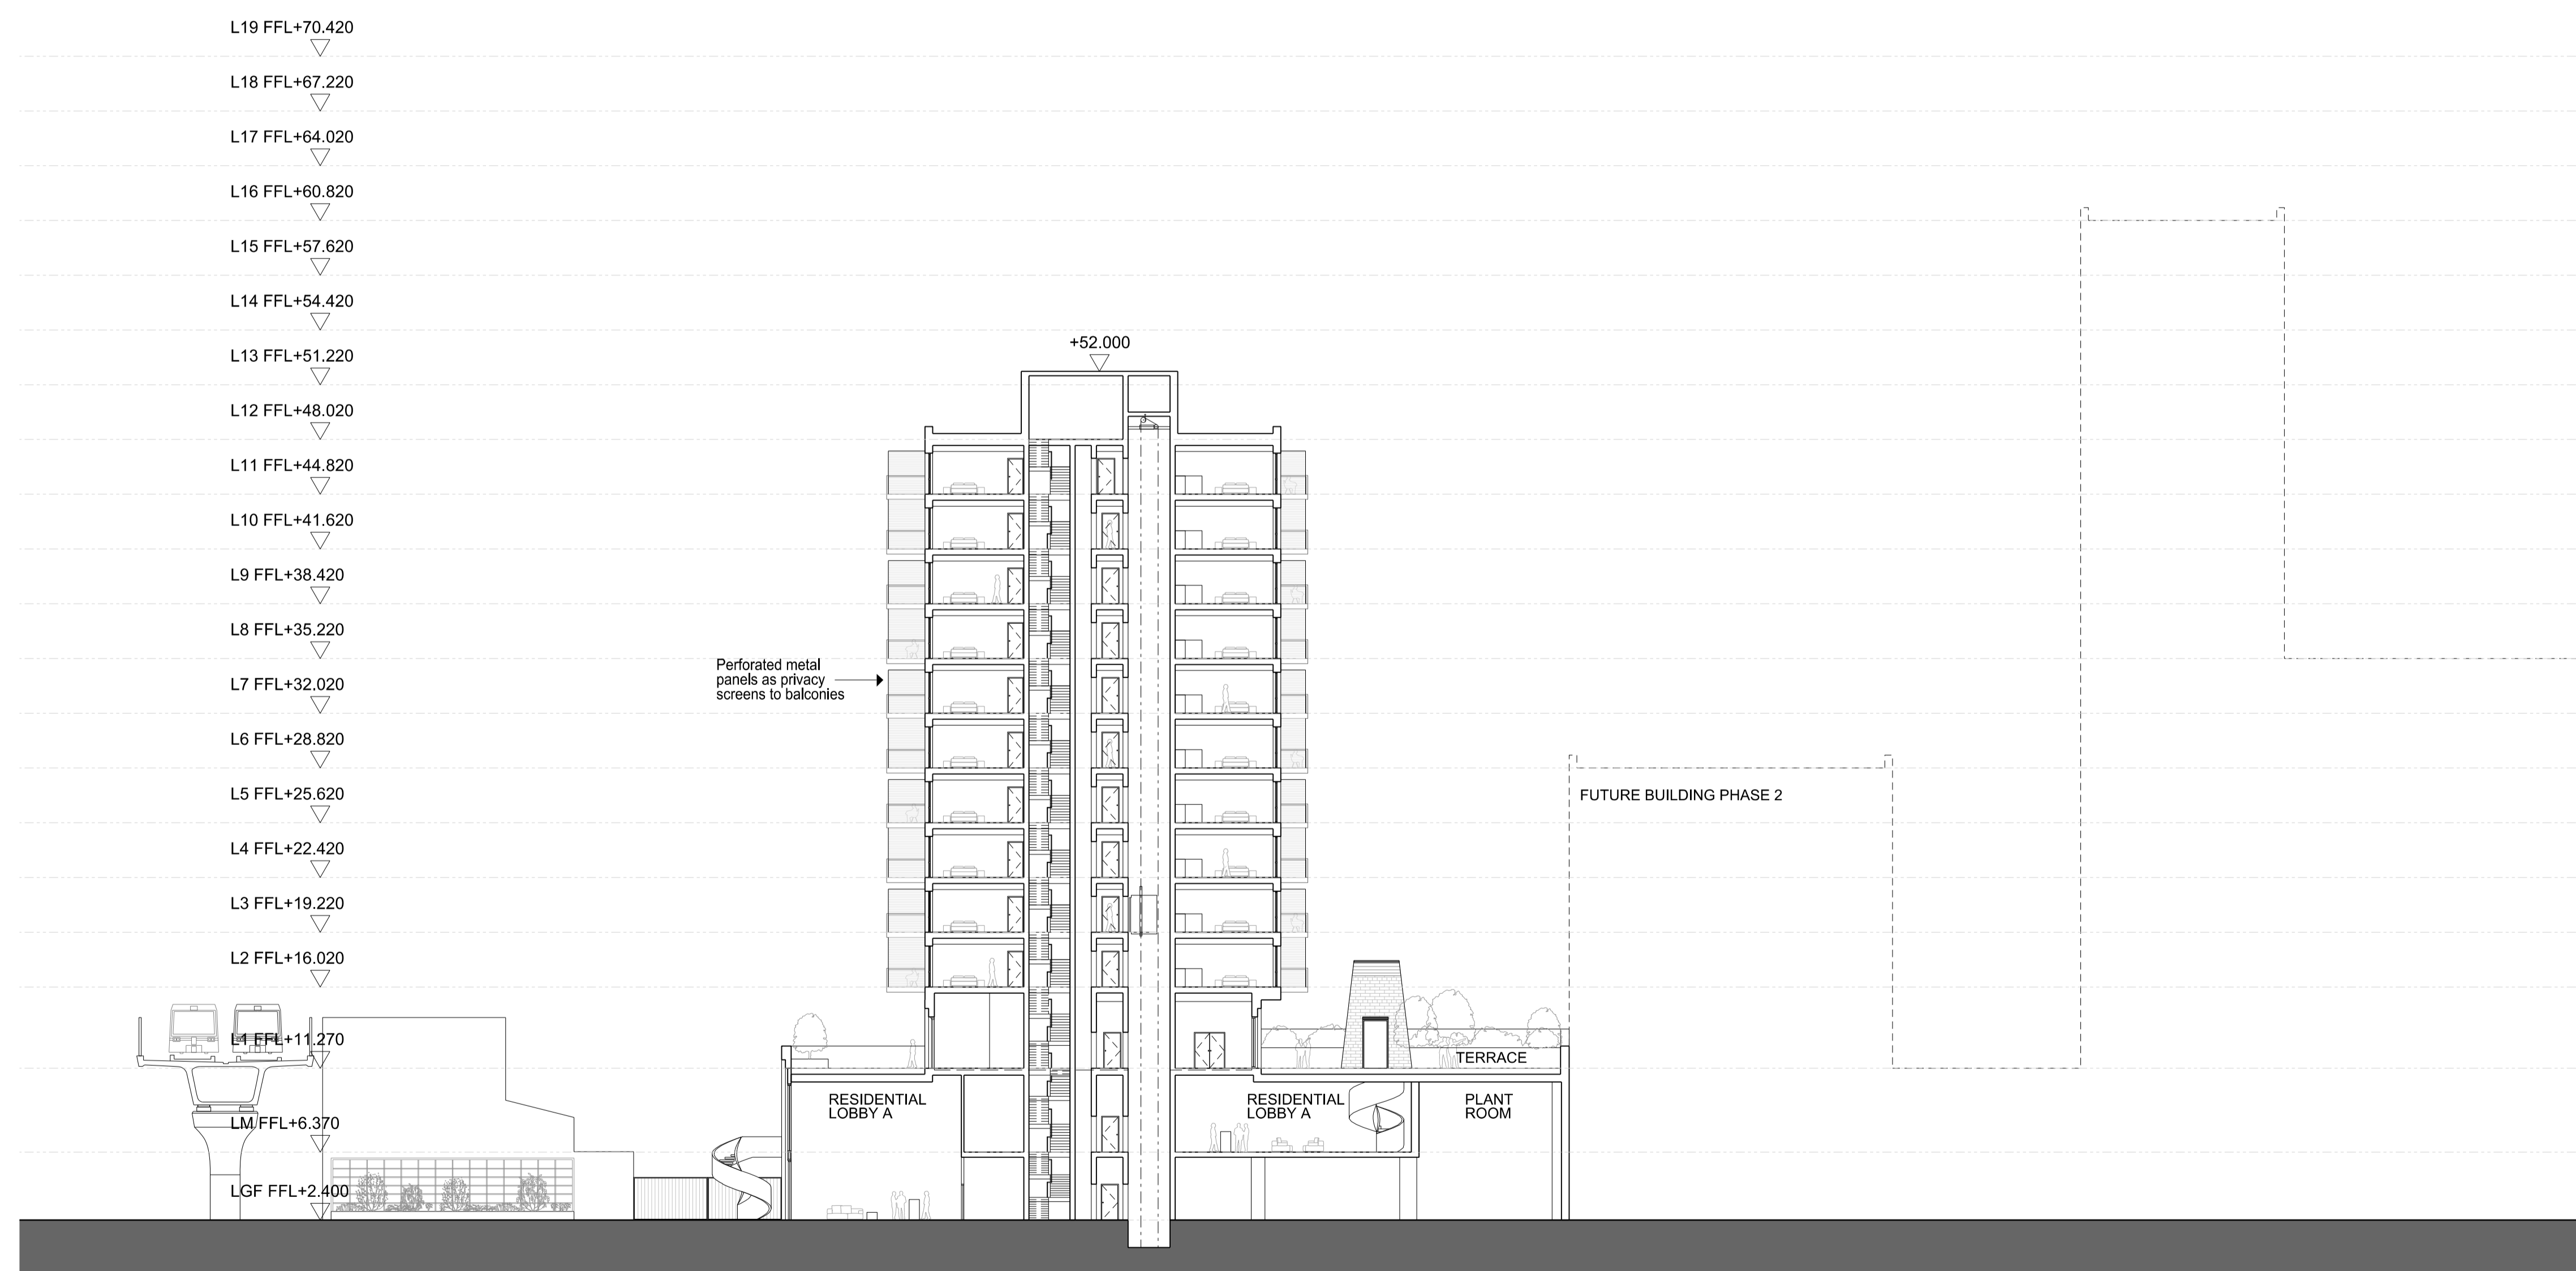 L19 FFL+70.420
L18 FFL+67.220
L17 FFL+64.020
L16 FFL+60.820
L15 FFL+57.620
L14 FFL+54.420
+52.000
L13 FFL+51.220
L12 FFL+48.020
L11 FFL+44.820
L10 FFL+41.620
L9 FFL+38.420
L8 FFL+35.220
Perforated metal
panels as privacy
screens to balconies
L7 FFL+32.020
L6 FFL+28.820
L5 FFL+25.620
FUTURE BUILDING PHASE 2
L4 FFL+22.420
L3 FFL+19.220
L2 FFL+16.020
L1 FFL+11.270
TERRACE
RESIDENTIAL
LOBBY A
RESIDENTIAL
LOBBY A
PLANT
ROOM
LM FFL+6.370
LGF FFL+2.400